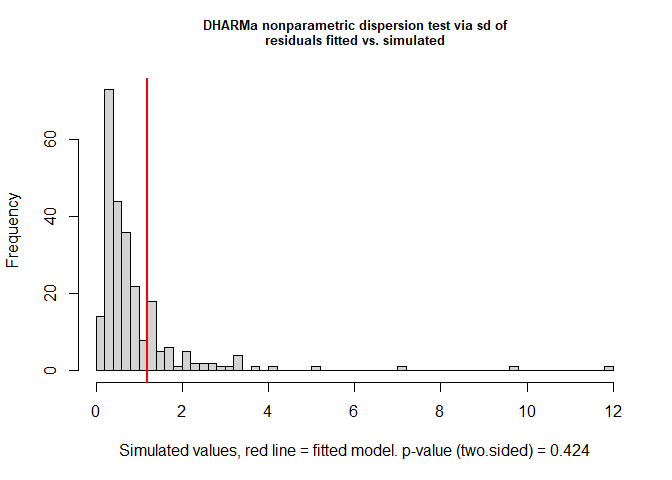 DHARMa nonparametric dispersion test via sd of
residuals fitted vs. simulated
Frequency
60
40
20
0
0 2 4 6 8 10 12
Simulated values, red line = fitted model. p-value (two.sided) = 0.424